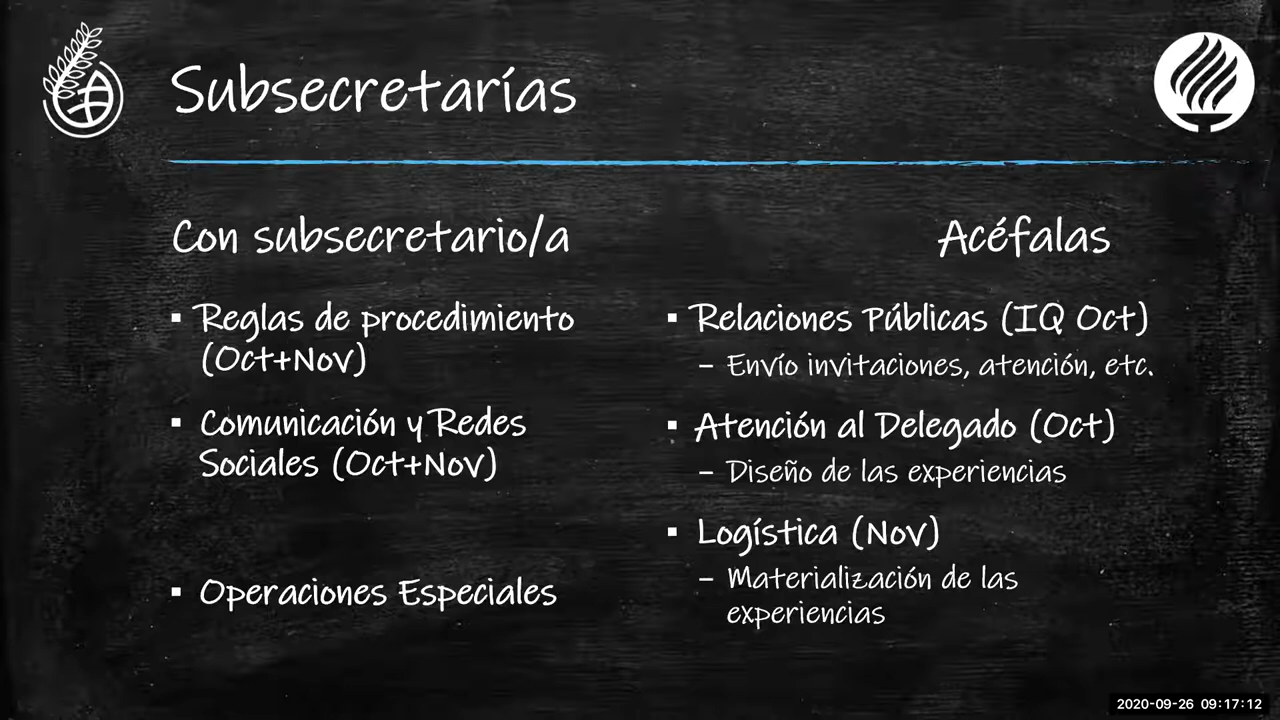 Subsecretarías
Con subsecretario/a
▪ Reglas de procedimiento
(Oct+Nov)
▪ Comunicación y Redes
Sociales (Oct+Nov)
▪ Operaciones Especiales
Acéfalas
▪ Relaciones Públicas (IQ Oct)
– Envío invitaciones, atención, etc.
▪ Atención al Delegado (Oct)
– Diseño de las experiencias
▪ Logística (Nov)
– Materialización de las
experiencias
2020-09-26 09:17:12